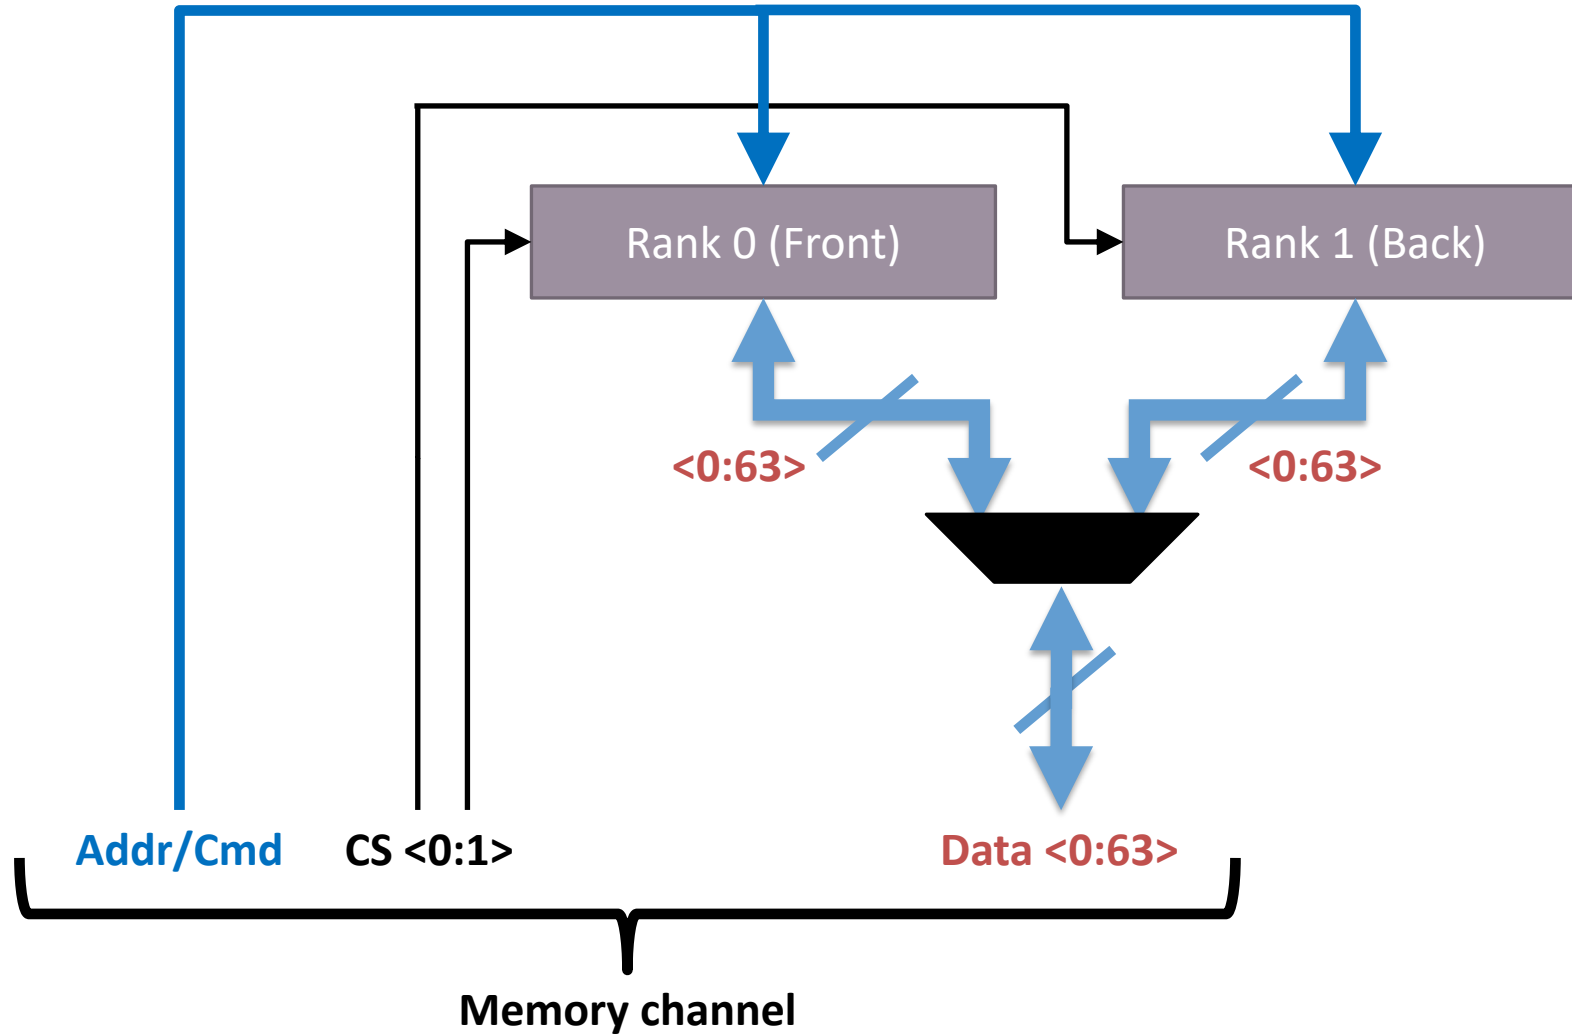 Rank 0 (Front)
Rank 1 (Back)
<0:63>
<0:63>
Addr/Cmd
CS <0:1>
Data <0:63>
Memory channel